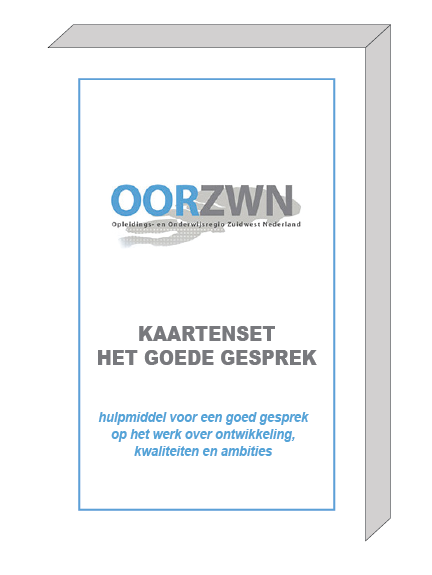 OORZWN
Opleidings- en Onderwijsregio Zuidwest Nederland
KAARTENSET
HET GOEDE GESPREK
hulpmiddel voor een goed gesprek
op het werk over ontwikkeling,
kwaliteiten en ambities